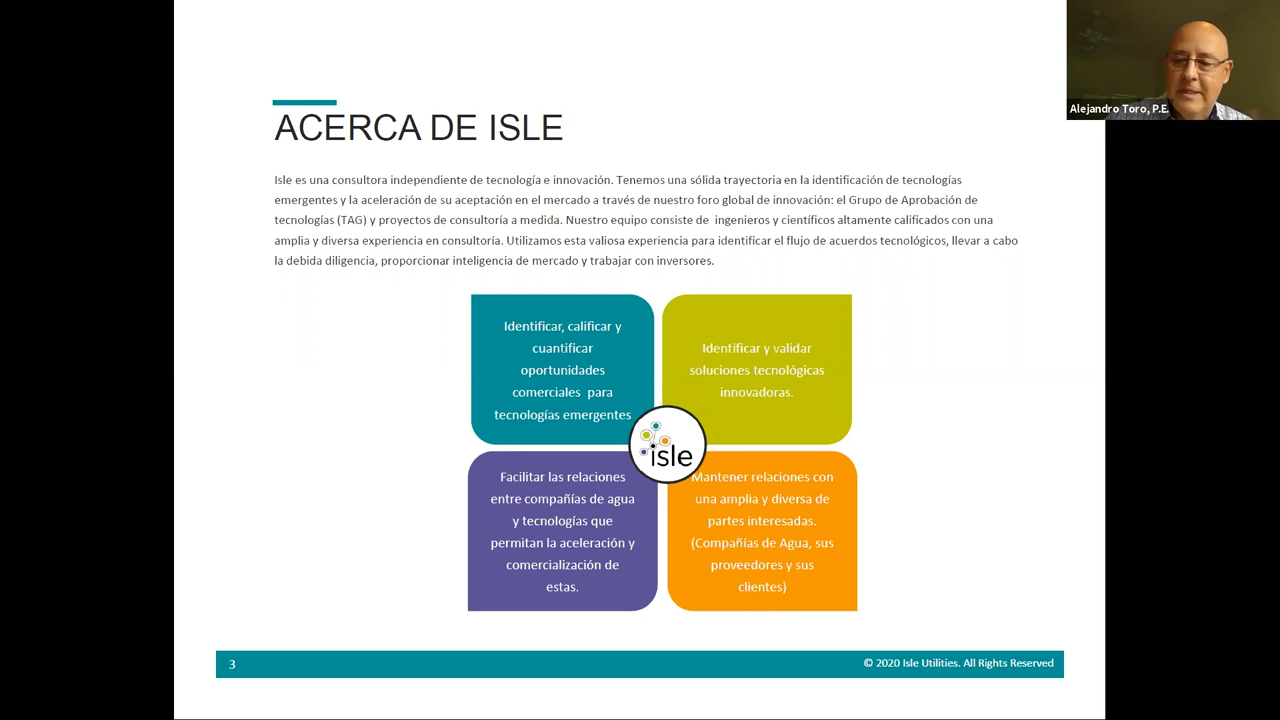 ACERCA DE ISLE
Isle es una consultora independiente de tecnología e innovación. Tenemos una sólida trayectoria en la identificación de tecnologías
emergentes y la aceleración de su aceptación en el mercado a través de nuestro foro global de innovación: el Grupo de Aprobación de
tecnologías (TAG) y proyectos de consultoría a medida. Nuestro equipo consiste de ingenieros y científicos altamente calificados con una
amplia y diversa experiencia en consultoría. Utilizamos esta valiosa experiencia para identificar el flujo de acuerdos tecnológicos, llevar a cabo
la debida diligencia, proporcionar inteligencia de mercado y trabajar con inversores.
Identificar, calificar y
cuantificar
oportunidades
comerciales para
tecnologías emergentes
Identificar y validar
soluciones tecnológicas
innovadoras.
isle
Facilitar las relaciones
entre compañías de agua
y tecnologías que
permitan la aceleración y
comercialización de
estas.
Mantener relaciones con
una amplia y diversa de
partes interesadas.
(Compañías de Agua, sus
proveedores y sus
clientes)
3
© 2020 Isle Utilities. All Rights Reserved
Alejandro Toro, P.E.